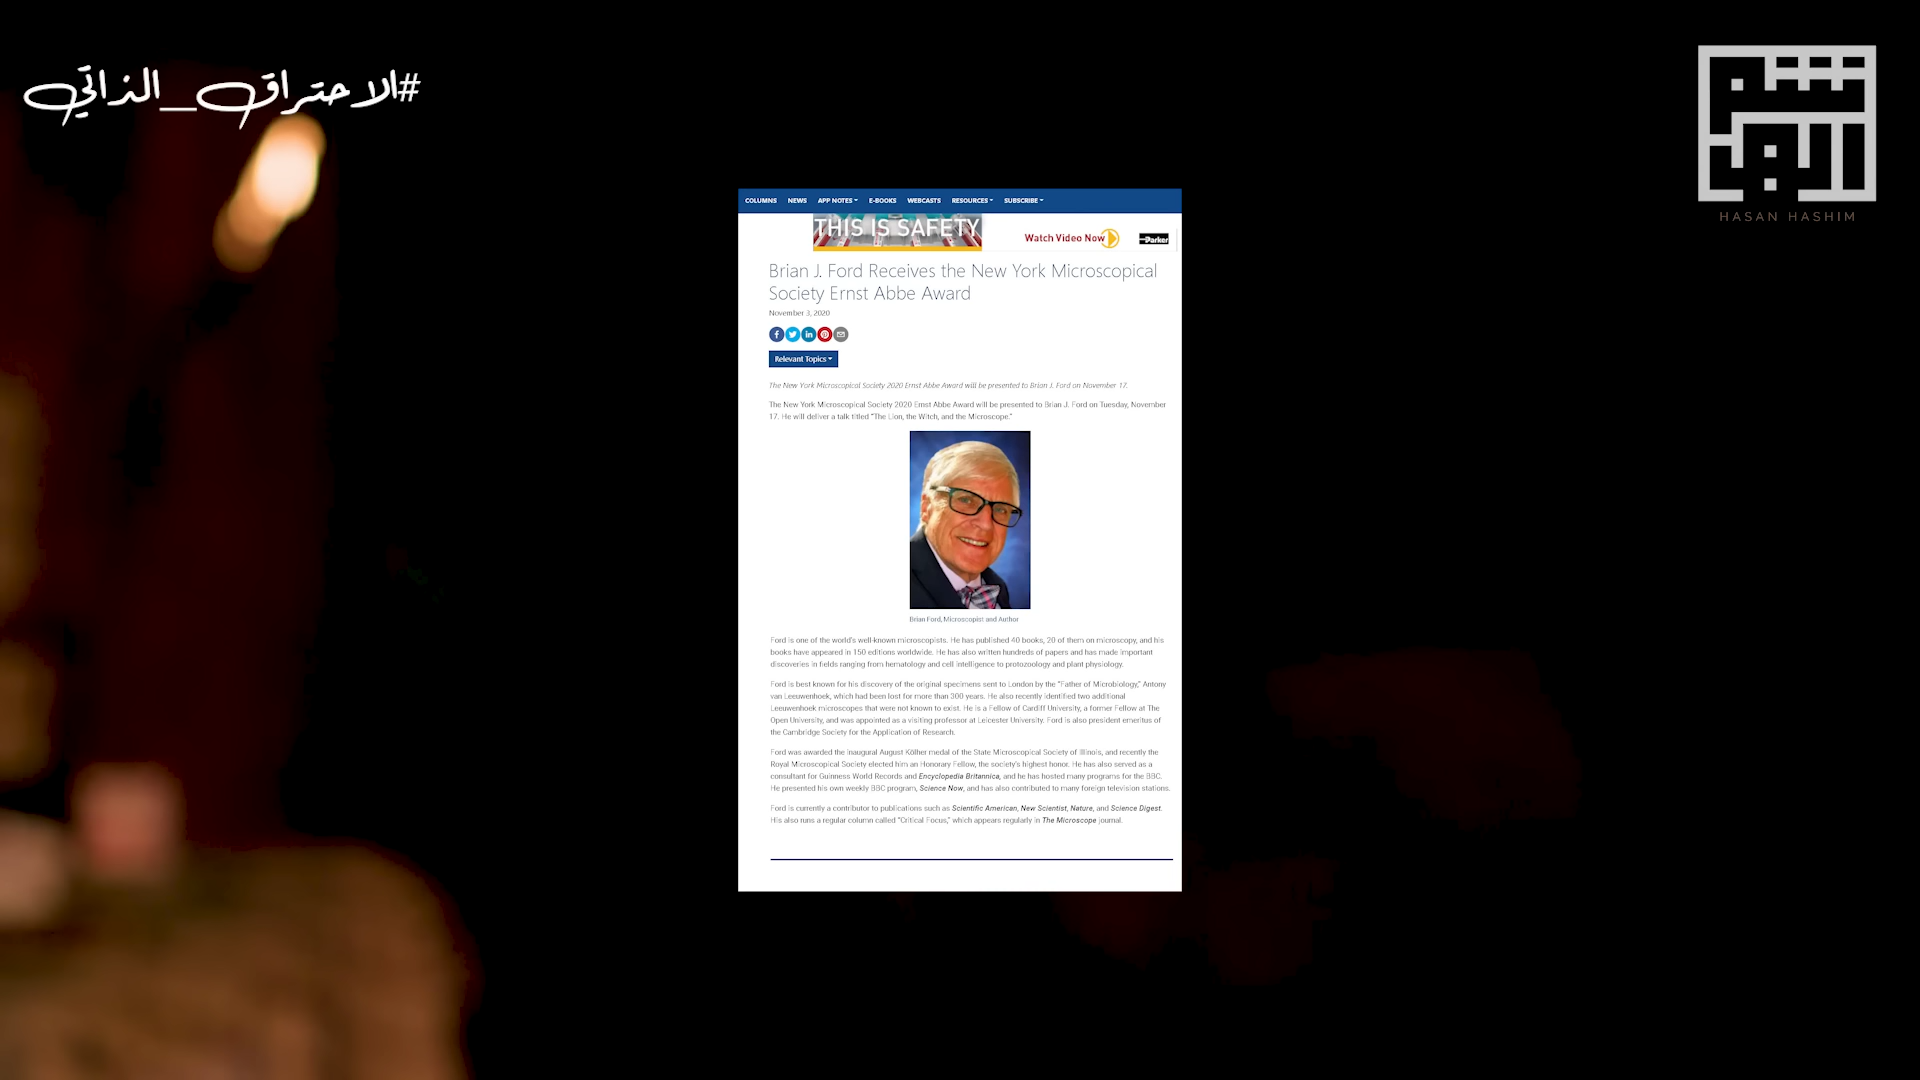 #الاحتراق_الذاتي
HASAN HASHIM
COLUMNS NEWS APP NOTES E-BOOKS WEBCASTS RESOURCES SUBSCRIBE
THIS IS SAFETY
Watch Video Now
Parker
Brian J. Ford Receives the New York Microscopical
Society Ernst Abbe Award
November 3, 2020
Relevant Topics
The New York Microscopical Society 2020 Ernst Abbe Award will be presented to Brian J. Ford on November 17.
The New York Microscopical Society 2020 Ernst Abbe Award will be presented to Brian J. Ford on Tuesday, November
17. He will deliver a talk titled "The Lion, the Witch, and the Microscope."
Brian Ford, Microscopist and Author
Ford is one of the world's well-known microscopists. He has published 40 books, 20 of them on microscopy, and his
books have appeared in 150 editions worldwide. He has also written hundreds of papers and has made important
discoveries in fields ranging from hematology and cell intelligence to protozoology and plant physiology.
Ford is best known for his discovery of the original specimens sent to London by the "Father of Microbiology," Antony
van Leeuwenhoek, which had been lost for more than 300 years. He also recently identified two additional
Leeuwenhoek microscopes that were not known to exist. He is a Fellow of Cardiff University, a former Fellow at The
Open University, and was appointed as a visiting professor at Leicester University. Ford is also president emeritus of
the Cambridge Society for the Application of Research.
Ford was awarded the inaugural August Kölher medal of the State Microscopical Society of Illinois, and recently the
Royal Microscopical Society elected him an Honorary Fellow, the society's highest honor. He has also served as a
consultant for Guinness World Records and Encyclopedia Britannica, and he has hosted many programs for the BBC.
He presented his own weekly BBC program, Science Now, and has also contributed to many foreign television stations.
Ford is currently a contributor to publications such as Scientific American, New Scientist, Nature, and Science Digest.
His also runs a regular column called "Critical Focus," which appears regularly in The Microscope journal.